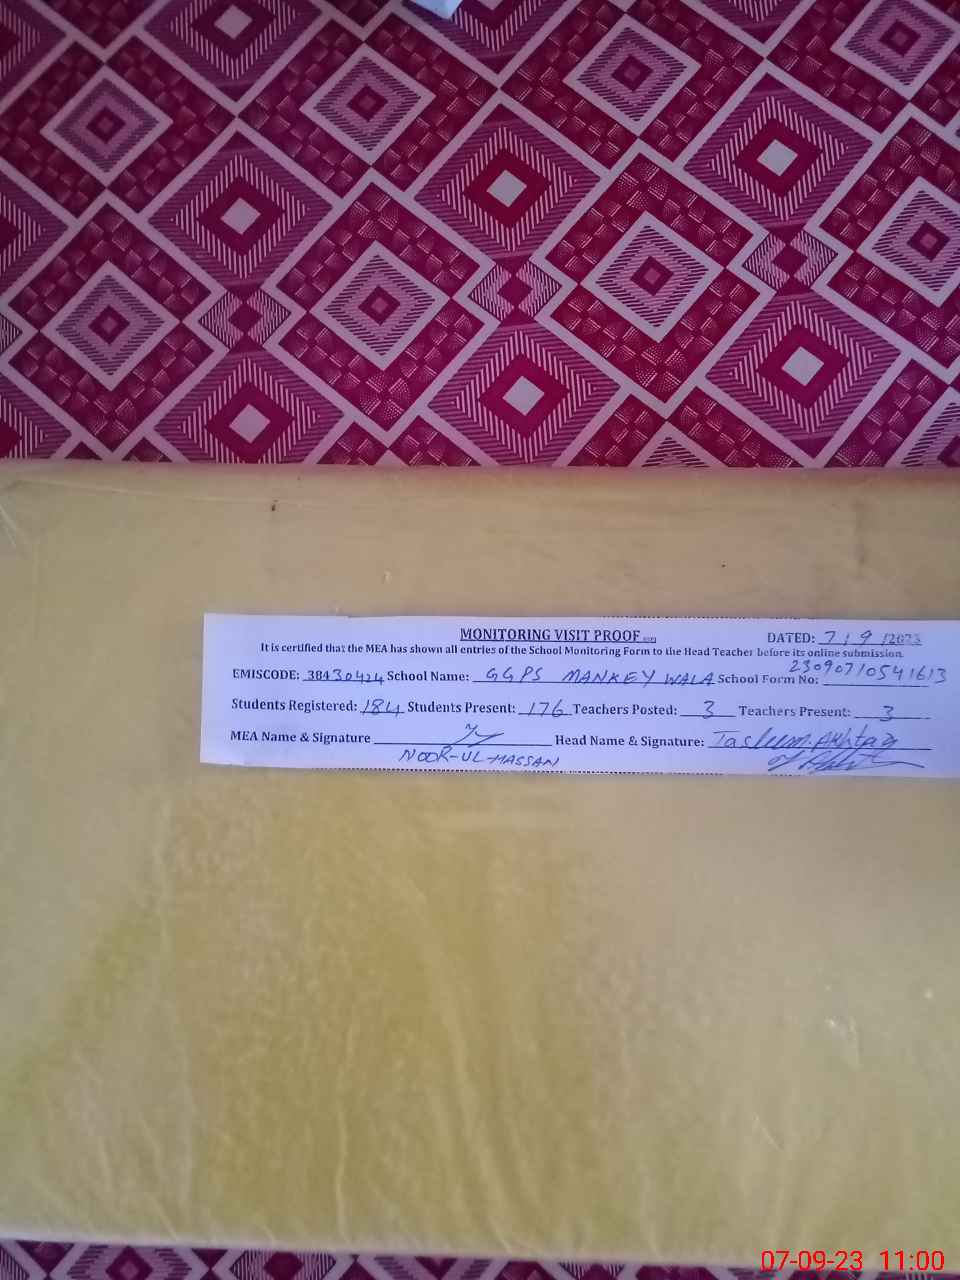 MONITORING VISIT PROOF
DATED: 7/9/2023
It is certified that the MEA has shown all entries of the School Monitoring Form to the Head Teacher before its online submission.
EMISCODE: 38430424 School Name: GGPS MANKEY WALA School Form No: 23090710541613
Students Registered: 184 Students Present: 176 Teachers Posted: 3 Teachers Present: 3
MEA Name & Signature Head Name & Signature: Tasleem Akhtar
NOOR-UL-HASSAN
07-09-23 11:00